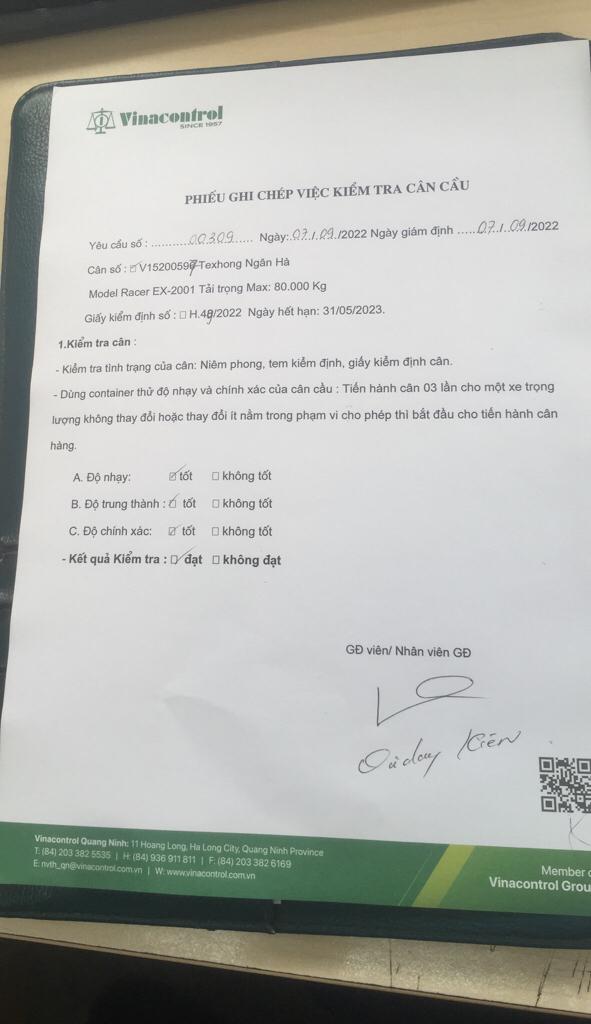 Vinacontrol
SINCE 1957
PHIẾU GHI CHÉP VIỆC KIỂM TRA CÂN CẦU
Yêu cầu số : ............00309..... Ngày:.07./.09./2022 Ngày giám định .....07./.09./2022
Cân số : ☑ V15200597-Texhong Ngân Hà
Model Racer EX-2001 Tải trọng Max: 80.000 Kg
Giấy kiểm định số : ☐ H.49/2022 Ngày hết hạn: 31/05/2023.
1.Kiểm tra cân :
- Kiểm tra tình trạng của cân: Niêm phong, tem kiểm định, giấy kiểm định cân.
- Dùng container thử độ nhạy và chính xác của cân cầu : Tiến hành cân 03 lần cho một xe trọng
lượng không thay đổi hoặc thay đổi ít nằm trong phạm vi cho phép thì bắt đầu cho tiến hành cân
hàng.
A. Độ nhạy: ☑ tốt ☐ không tốt
B. Độ trung thành : ☑ tốt ☐ không tốt
C. Độ chính xác: ☑ tốt ☐ không tốt
- Kết quả Kiểm tra : ☑ đạt ☐ không đạt
GĐ viên/ Nhân viên GĐ
Kiên
Vinacontrol Quang Ninh: 11 Hoang Long, Ha Long City, Quang Ninh Province
T: (84) 203 382 5535 | H: (84) 936 911 811 | F: (84) 203 382 6169
E: nvth_qn@vinacontrol.com.vn | W: www.vinacontrol.com.vn
Member
Vinacontrol Grou